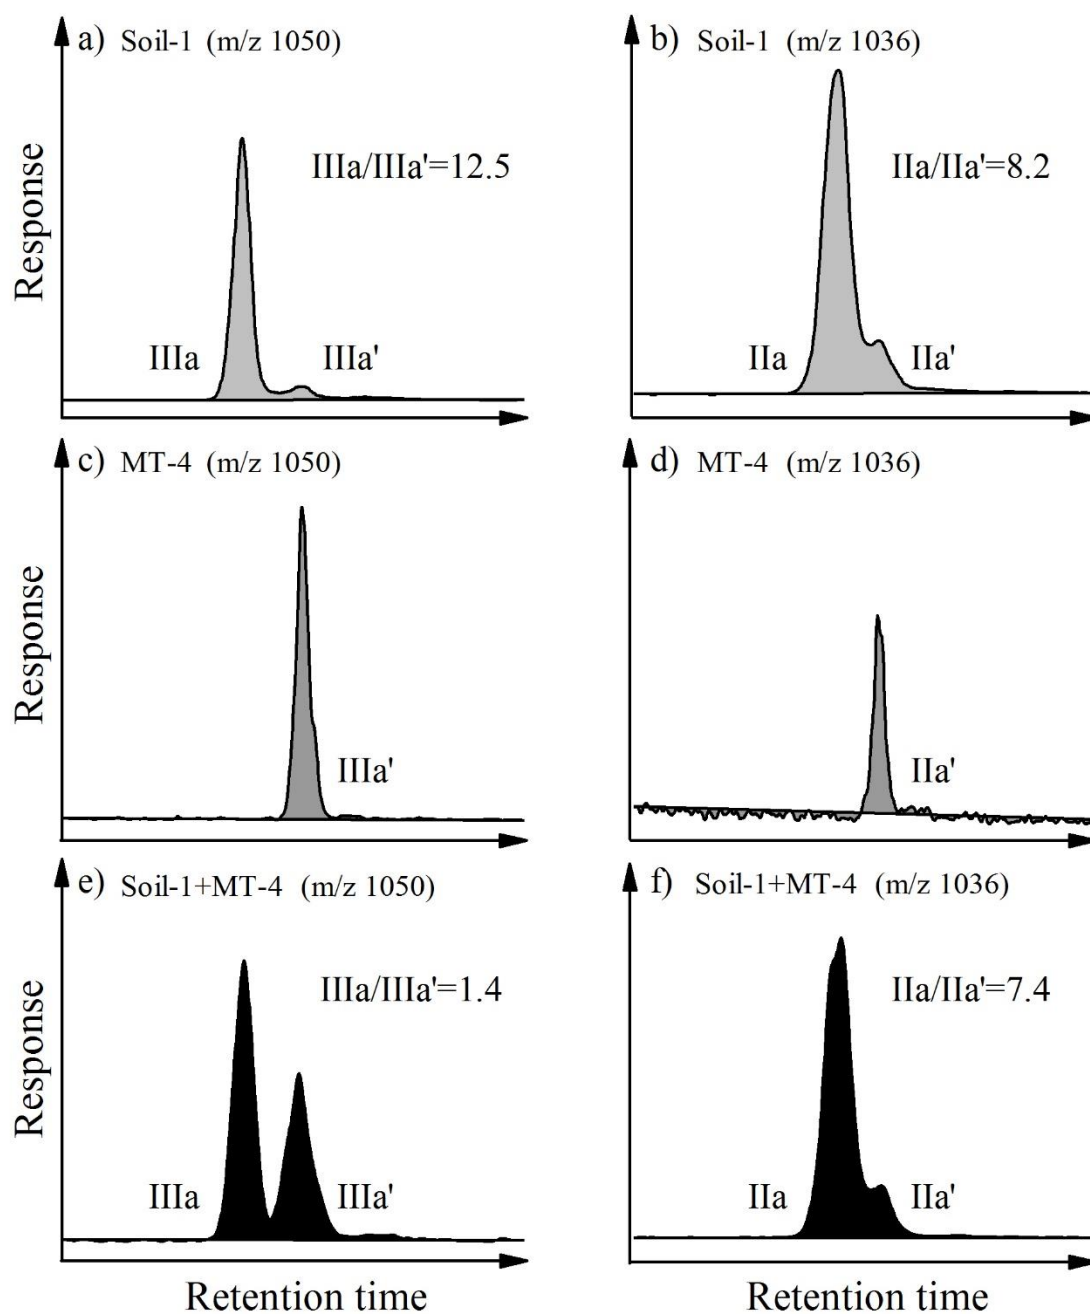 a) Soil-1 (m/z 1050)
IIIa/IIIa'=12.5
IIIa
IIIa'
Response
b) Soil-1 (m/z 1036)
IIa/IIa'=8.2
IIa
IIa'
c) MT-4 (m/z 1050)
IIIa'
Response
d) MT-4 (m/z 1036)
IIa'
e) Soil-1+MT-4 (m/z 1050)
IIIa/IIIa'=1.4
IIIa
IIIa'
Response
Retention time
f) Soil-1+MT-4 (m/z 1036)
IIa/IIa'=7.4
IIa
IIa'
Retention time